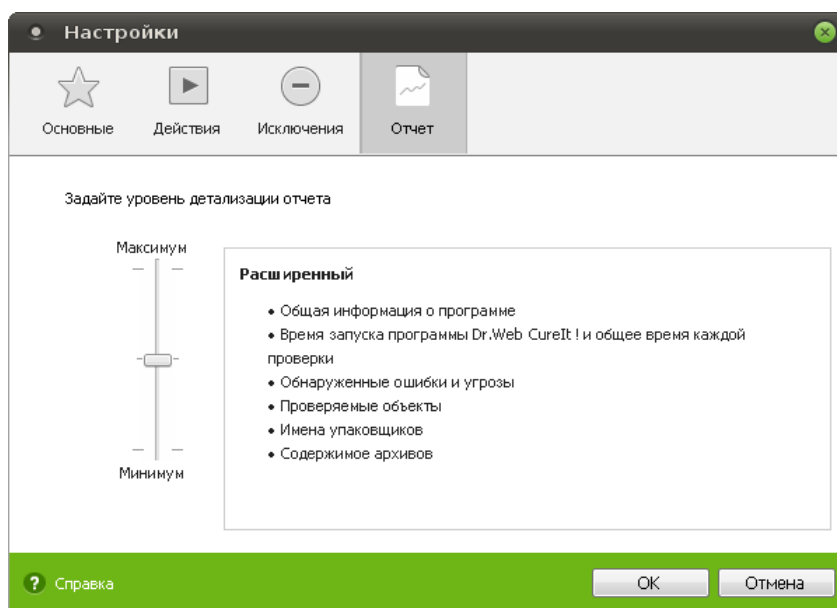 Настройки
Основные
Действия
Исключения
Отчет
Задайте уровень детализации отчета
Максимум
Минимум
Расширенный
• Общая информация о программе
• Время запуска программы Dr.Web CureIt! и общее время каждой
проверки
• Обнаруженные ошибки и угрозы
• Проверяемые объекты
• Имена упаковщиков
• Содержимое архивов
? Справка
OK
Отмена